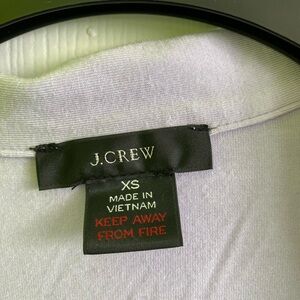 J.CREW
XS
MADE IN
VIETNAM
KEEP AWAY
FROM FIRE